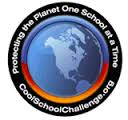 Protecting the Planet One School at a Time
CoolSchoolChallenge.org